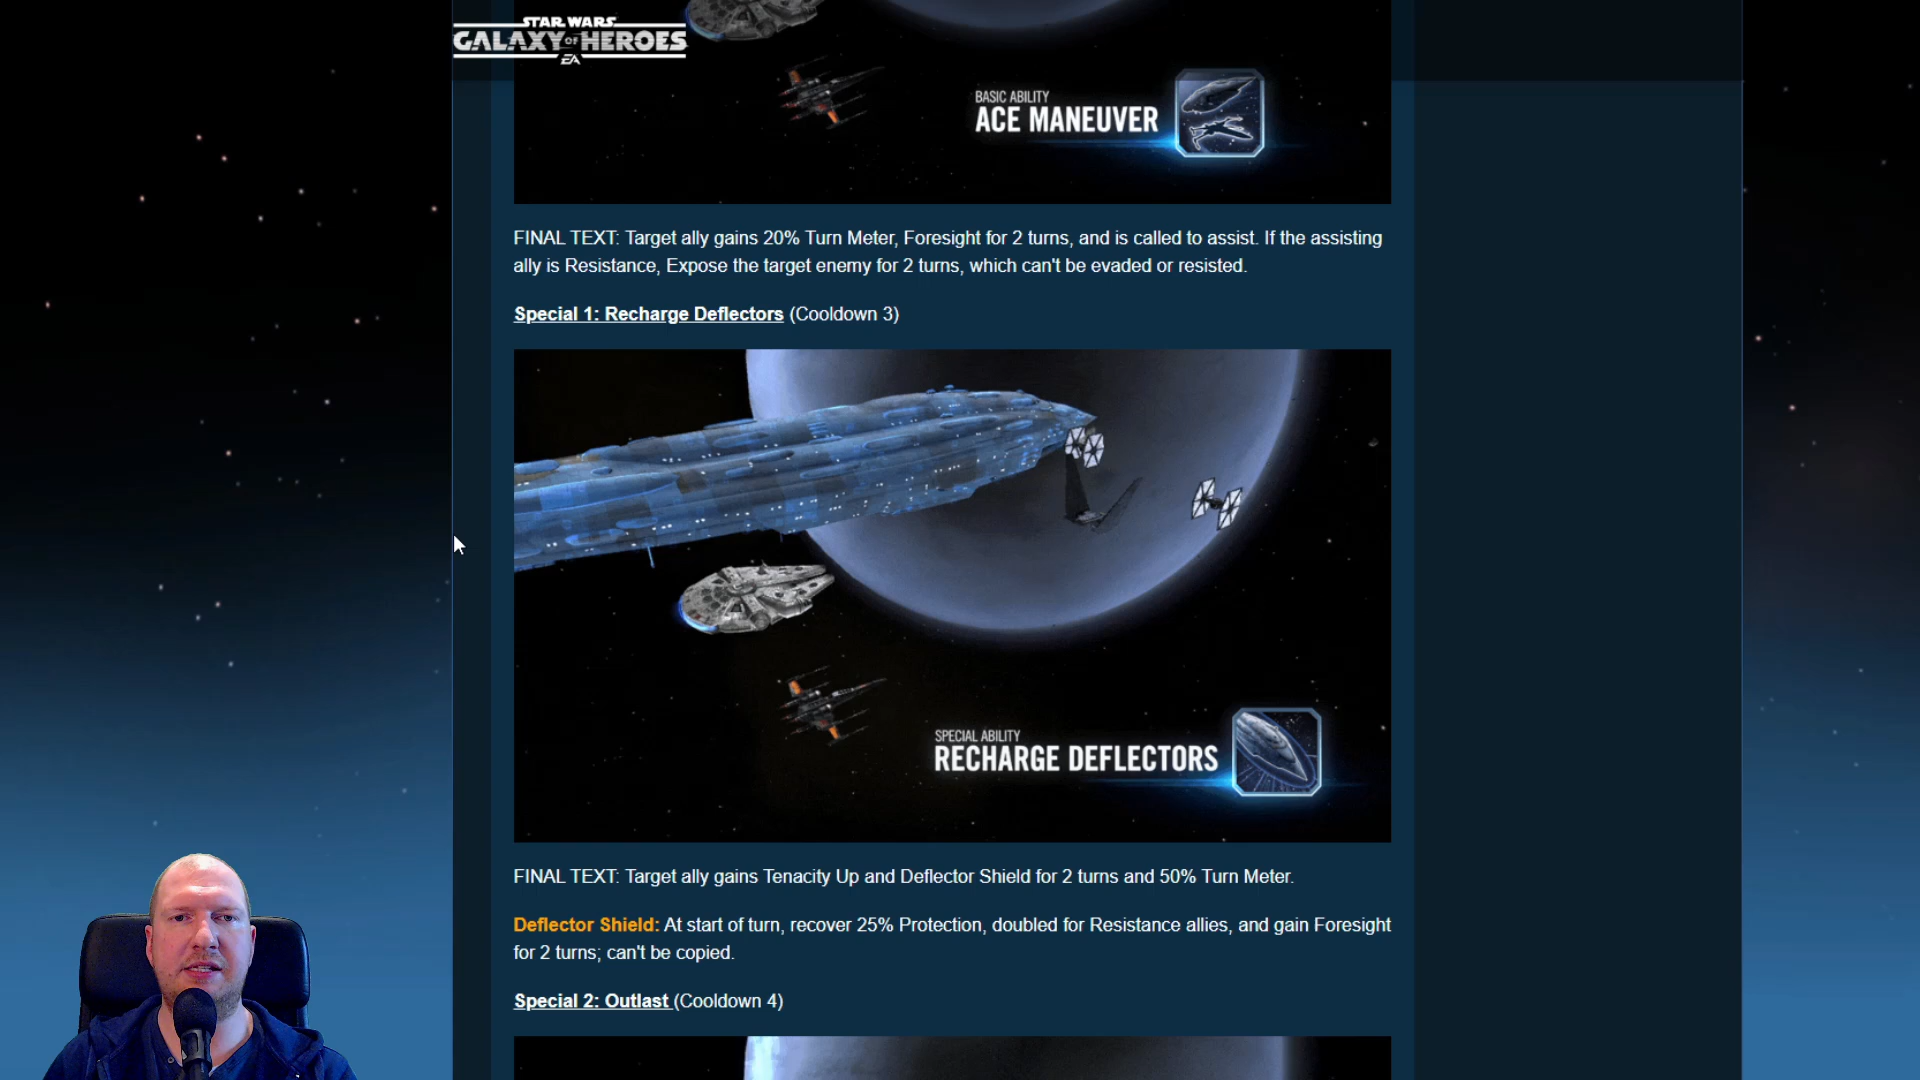 STAR WARS
GALAXY OF HEROES
EA
BASIC ABILITY
ACE MANEUVER
FINAL TEXT: Target ally gains 20% Turn Meter, Foresight for 2 turns, and is called to assist. If the assisting
ally is Resistance, Expose the target enemy for 2 turns, which can't be evaded or resisted.
Special 1: Recharge Deflectors (Cooldown 3)
SPECIAL ABILITY
RECHARGE DEFLECTORS
FINAL TEXT: Target ally gains Tenacity Up and Deflector Shield for 2 turns and 50% Turn Meter.
Deflector Shield: At start of turn, recover 25% Protection, doubled for Resistance allies, and gain Foresight
for 2 turns; can't be copied.
Special 2: Outlast (Cooldown 4)